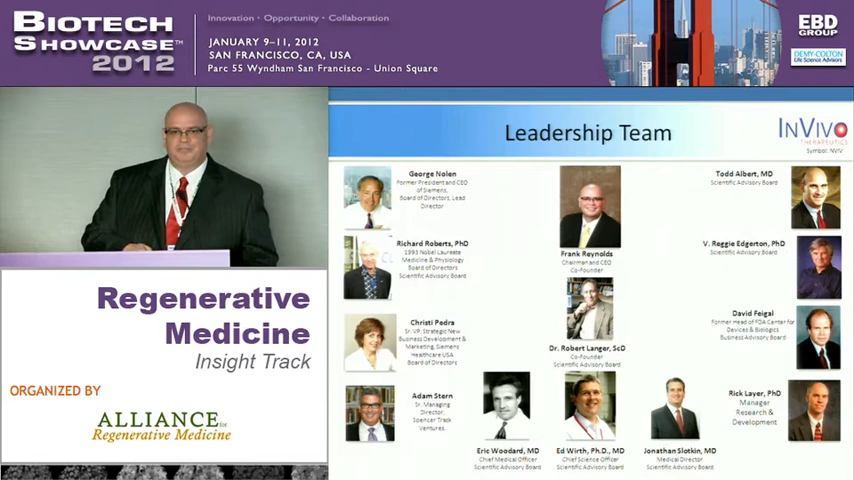 BIOTECH
SHOWCASE™
2012
Innovation • Opportunity • Collaboration
JANUARY 9–11, 2012
SAN FRANCISCO, CA, USA
Parc 55 Wyndham San Francisco - Union Square
EBD
GROUP
DEMY-COLTON
Life Science Advisors
Regenerative
Medicine
Insight Track
ORGANIZED BY
ALLIANCE for
Regenerative Medicine
Leadership Team
INVIVO
THERAPEUTICS
Symbol: NVIV
George Nolen
Former President and CEO
of Siemens,
Board of Directors, Lead
Director
Richard Roberts, PhD
1993 Nobel Laureate
Medicine & Physiology
Board of Directors
Scientific Advisory Board
Christi Pedra
Sr. VP, Strategic New
Business Development &
Marketing, Siemens
Healthcare USA
Board of Directors
Adam Stern
Sr. Managing
Director;
Spencer Trask
Ventures.
Frank Reynolds
Chairman and CEO
Co-Founder
Dr. Robert Langer, ScD
Co-Founder
Scientific Advisory Board
Eric Woodard, MD
Chief Medical Officer
Scientific Advisory Board
Ed Wirth, Ph.D., MD
Chief Science Officer
Scientific Advisory Board
Jonathan Slotkin, MD
Medical Director
Scientific Advisory Board
Todd Albert, MD
Scientific Advisory Board
V. Reggie Edgerton, PhD
Scientific Advisory Board
David Feigal
Former Head of FDA Center for
Devices & Biologics
Business Advisory Board
Rick Layer, PhD
Manager
Research &
Development